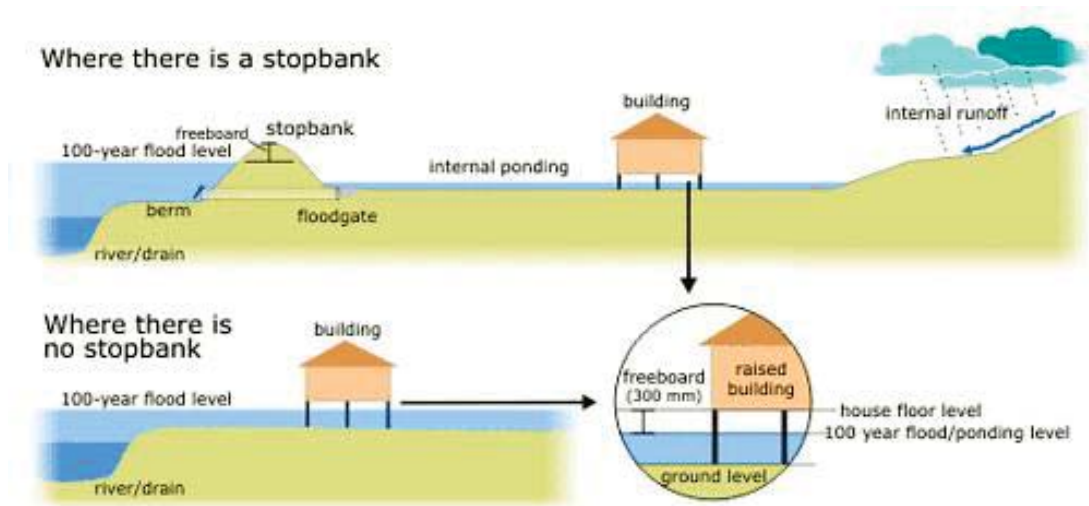 Where there is a stopbank
building
internal runoff
freeboard
stopbank
100-year flood level
internal ponding
berm
floodgate
river/drain
Where there is
no stopbank
building
100-year flood level
river/drain
freeboard
(300 mm)
raised
building
house floor level
100 year flood/ponding level
ground level